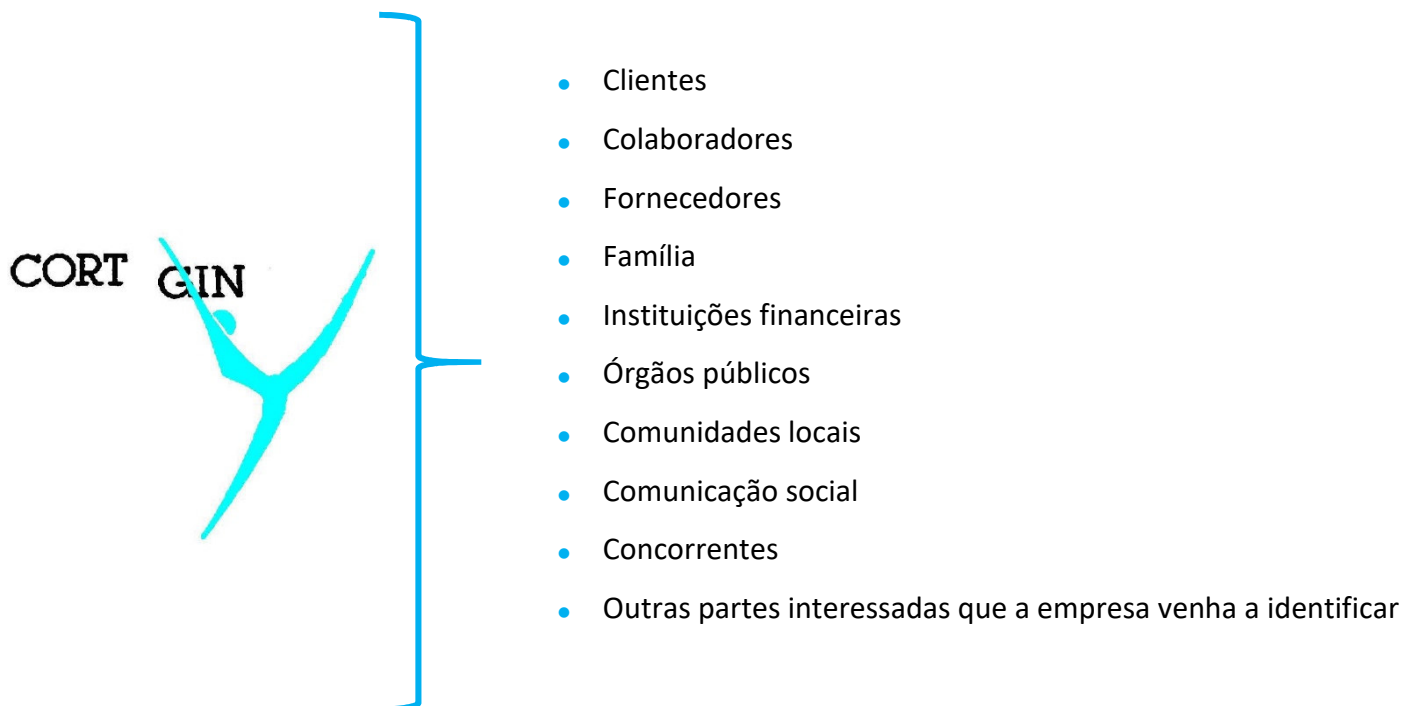 CORT GIN
Clientes
Colaboradores
Fornecedores
Família
Instituições financeiras
Órgãos públicos
Comunidades locais
Comunicação social
Concorrentes
Outras partes interessadas que a empresa venha a identificar